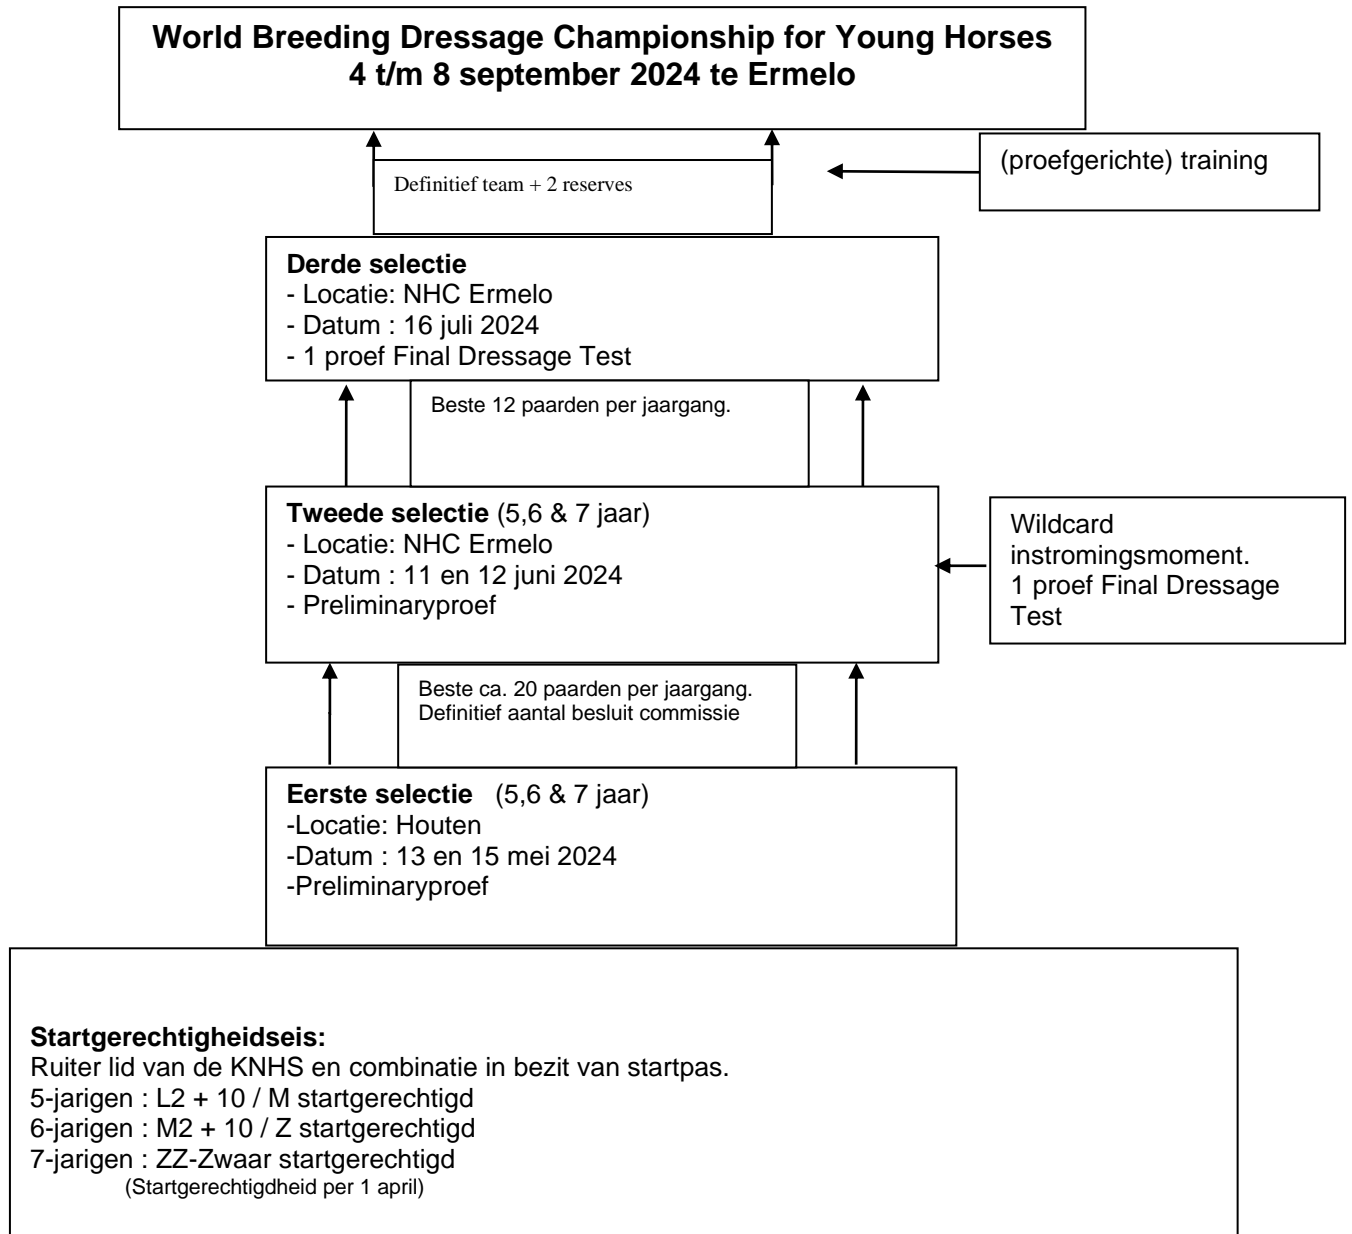 World Breeding Dressage Championship for Young Horses
4 t/m 8 september 2024 te Ermelo
(proefgerichte) training
Definitief team + 2 reserves
Derde selectie
- Locatie: NHC Ermelo
- Datum : 16 juli 2024
- 1 proef Final Dressage Test
Beste 12 paarden per jaargang.
Tweede selectie (5,6 & 7 jaar)
- Locatie: NHC Ermelo
- Datum : 11 en 12 juni 2024
- Preliminaryproef
Wildcard
instromingsmoment.
1 proef Final Dressage
Test
Beste ca. 20 paarden per jaargang.
Definitief aantal besluit commissie
Eerste selectie (5,6 & 7 jaar)
-Locatie: Houten
-Datum : 13 en 15 mei 2024
-Preliminaryproef
Startgerechtigheidseis:
Ruiter lid van de KNHS en combinatie in bezit van startpas.
5-jarigen : L2 + 10 / M startgerechtigd
6-jarigen : M2 + 10 / Z startgerechtigd
7-jarigen : ZZ-Zwaar startgerechtigd
(Startgerechtigdheid per 1 april)